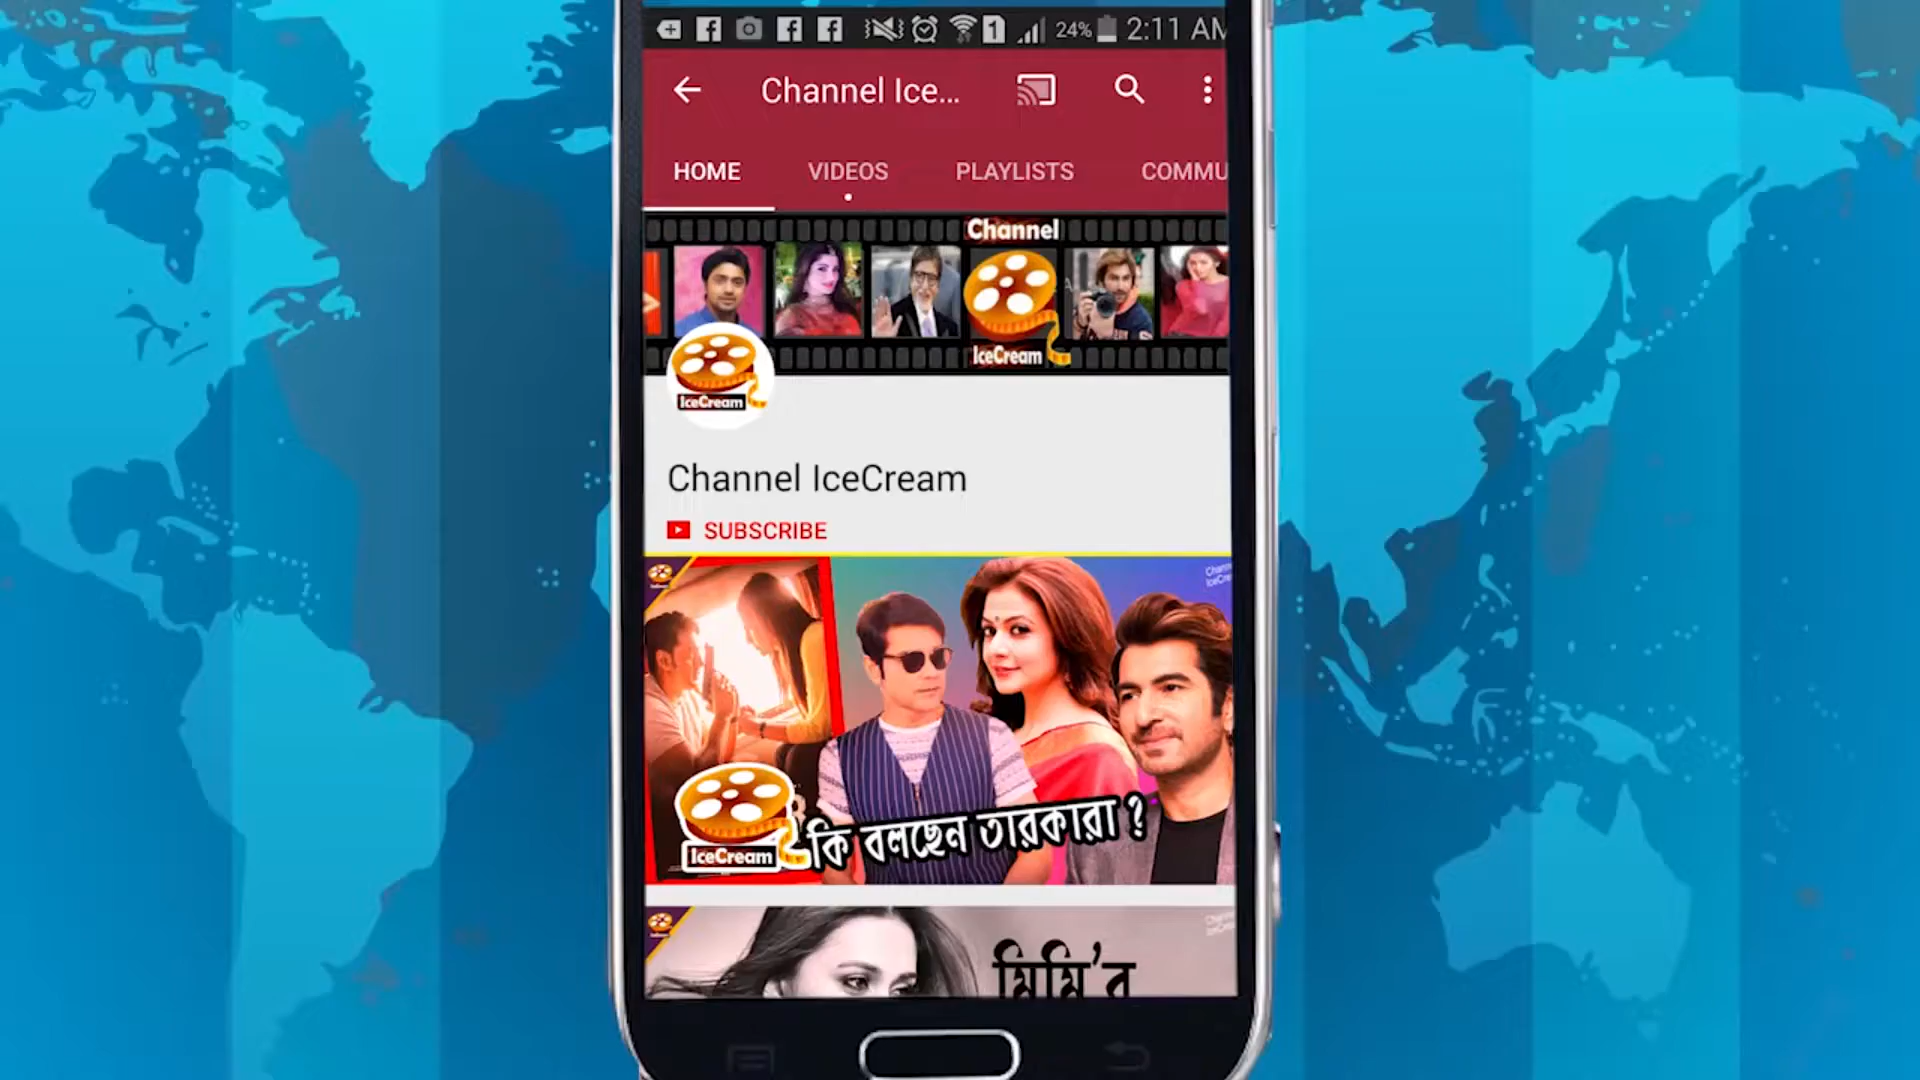 24% 2:11 AM
Channel Ice...
HOME VIDEOS PLAYLISTS COMMU
Channel
IceCream
IceCream
Channel IceCream
SUBSCRIBE
কি বলছেন তারকারা ?
IceCream
মিমি'র